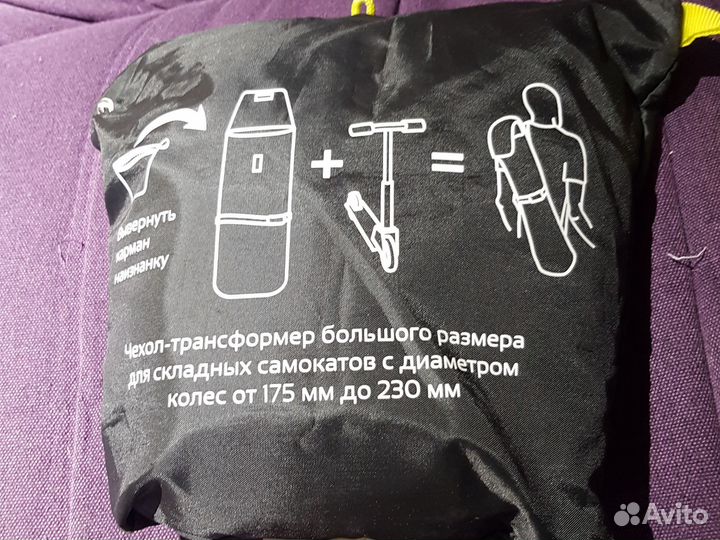 Вывернуть
карман
наизнанку
+
=
Чехол-трансформер большого размера
для складных самокатов с диаметром
колес от 175 мм до 230 мм
Avito